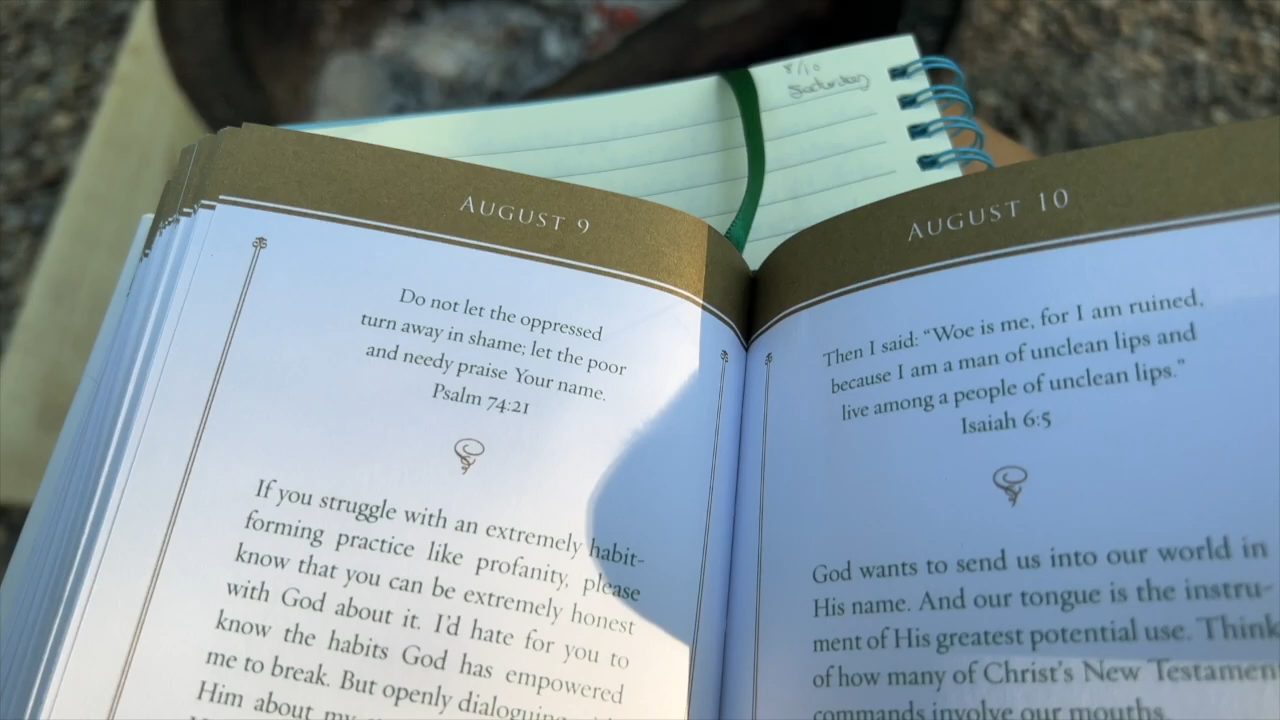 8/10
Saturday
AUGUST 9
Do not let the oppressed
turn away in shame; let the poor
and needy praise Your name.
Psalm 74:21
If you struggle with an extremely habit-
forming practice like profanity, please
know that you can be extremely honest
with God about it. I'd hate for you to
know the habits God has empowered
me to break. But openly dialoguing
Him about my
AUGUST 10
Then I said: “Woe is me, for I am ruined,
because I am a man of unclean lips and
live among a people of unclean lips.”
Isaiah 6:5
God wants to send us into our world in
His name. And our tongue is the instru-
ment of His greatest potential use. Think
of how many of Christ's New Testamen
commands involve our mouths.